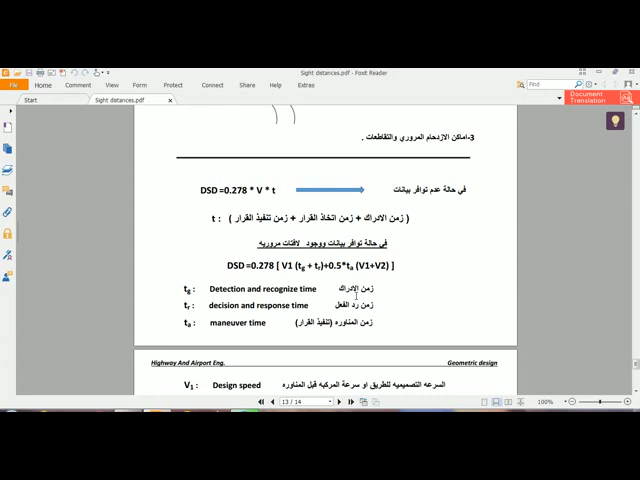 Sight distances.pdf - Foxit Reader
File Home Comment View Form Protect Connect Share Help Extras
Find
Document Translation
Start Sight distances.pdf
3-اماكن الازدحام المروري والتقاطعات .
DSD =0.278 * V * t في حالة عدم توافر بيانات
t : ( زمن الادراك + زمن اتخاذ القرار + زمن تنفيذ القرار )
في حالة توافر بيانات ووجود لافتات مروريه
DSD =0.278 [ V1 (tg + tr)+0.5*ta (V1+V2) ]
tg : Detection and recognize time زمن الادراك
tr : decision and response time زمن رد الفعل
ta : maneuver time زمن المناوره (تنفيذ القرار)
Highway And Airport Eng. Geometric design
V1 : Design speed السرعه التصميميه للطريق او سرعة المركبه قبل المناوره
13 / 14
100%